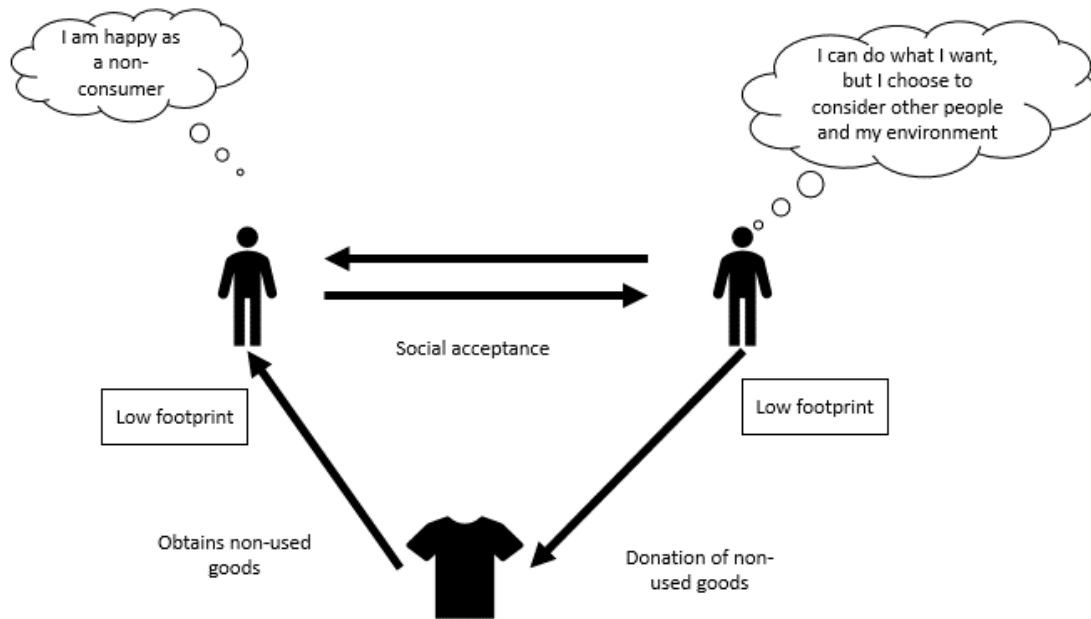 I am happy as
a non-
consumer
I can do what I want,
but I choose to
consider other people
and my environment
Social acceptance
Low footprint
Low footprint
Obtains non-used
goods
Donation of non-
used goods